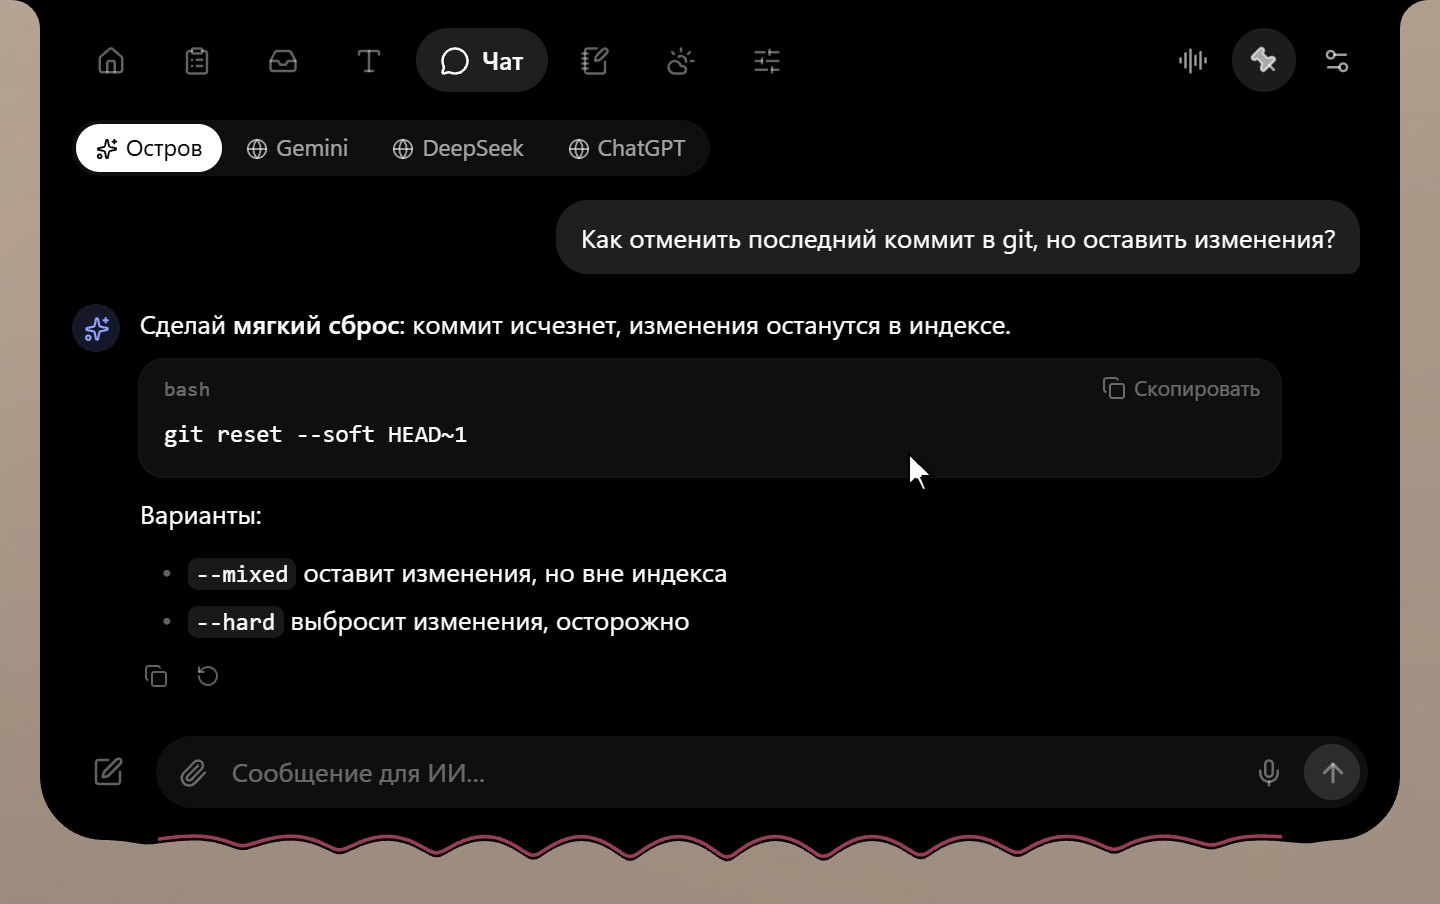 Чат
Остров Gemini DeepSeek ChatGPT
Как отменить последний коммит в git, но оставить изменения?
Сделай мягкий сброс: коммит исчезнет, изменения останутся в индексе.
bash Скопировать
git reset --soft HEAD~1
Варианты:
• --mixed оставит изменения, но вне индекса
• --hard выбросит изменения, осторожно
Сообщение для ИИ...